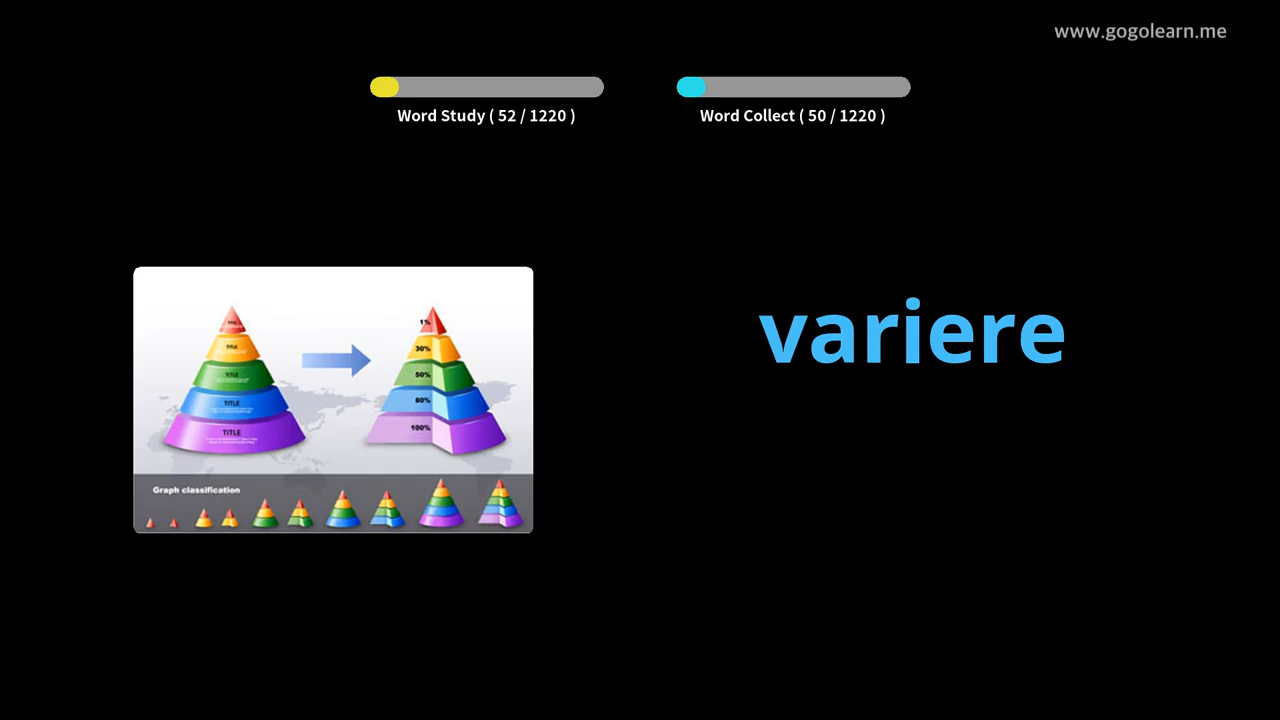 www.gogolearn.me
Word Study ( 52 / 1220 )
Word Collect ( 50 / 1220 )
variere
TITLE
TITLE
TITLE
TITLE
1%
30%
50%
80%
100%
Graph classification